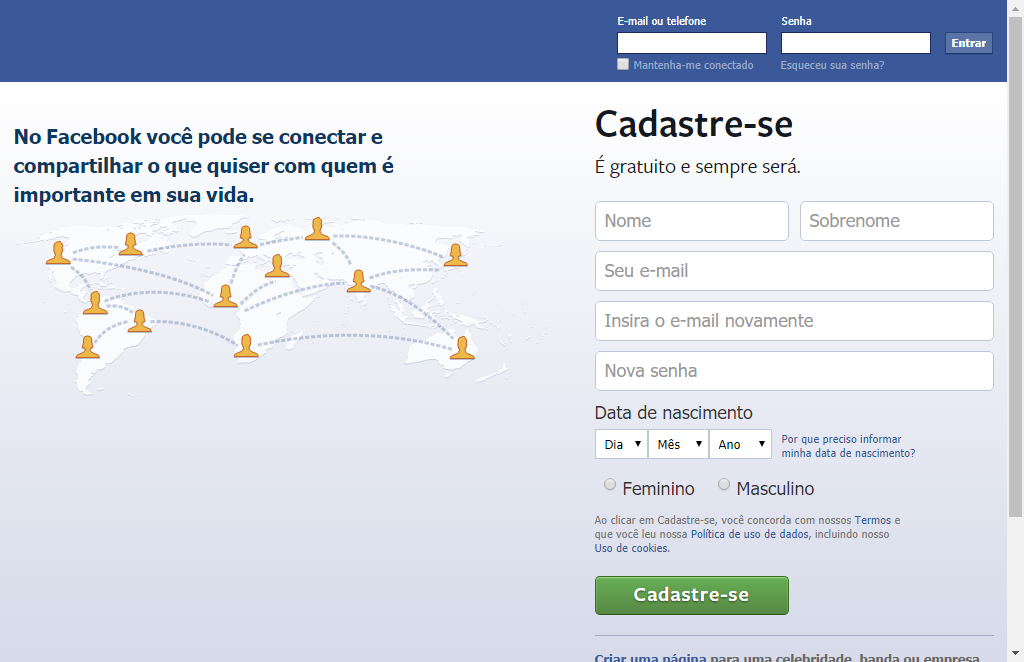 E-mail ou telefone
Senha
Entrar
Mantenha-me conectado
Esqueceu sua senha?
No Facebook você pode se conectar e
compartilhar o que quiser com quem é
importante em sua vida.
Cadastre-se
É gratuito e sempre será.
Nome
Sobrenome
Seu e-mail
Insira o e-mail novamente
Nova senha
Data de nascimento
Dia
Mês
Ano
Por que preciso informar
minha data de nascimento?
Feminino
Masculino
Ao clicar em Cadastre-se, você concorda com nossos Termos e
que você leu nossa Política de uso de dados, incluindo nosso
Uso de cookies.
Cadastre-se
Criar uma página para uma celebridade, banda ou empresa